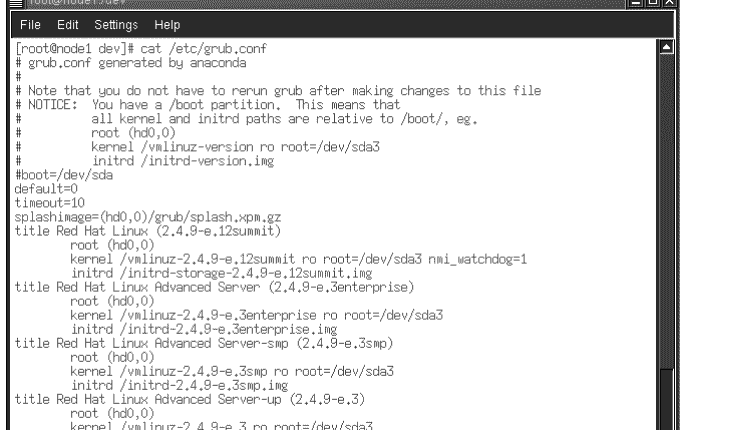 root@node1:/dev
File Edit Settings Help
[root@node1 dev]# cat /etc/grub.conf
# grub.conf generated by anaconda
#
# Note that you do not have to rerun grub after making changes to this file
# NOTICE:  You have a /boot partition.  This means that
#          all kernel and initrd paths are relative to /boot/, eg.
#          root (hd0,0)
#          kernel /vmlinuz-version ro root=/dev/sda3
#          initrd /initrd-version.img
#boot=/dev/sda
default=0
timeout=10
splashimage=(hd0,0)/grub/splash.xpm.gz
title Red Hat Linux (2.4.9-e.12summit)
        root (hd0,0)
        kernel /vmlinuz-2.4.9-e.12summit ro root=/dev/sda3 nmi_watchdog=1
        initrd /initrd-storage-2.4.9-e.12summit.img
title Red Hat Linux Advanced Server (2.4.9-e.3enterprise)
        root (hd0,0)
        kernel /vmlinuz-2.4.9-e.3enterprise ro root=/dev/sda3
        initrd /initrd-2.4.9-e.3enterprise.img
title Red Hat Linux Advanced Server-smp (2.4.9-e.3smp)
        root (hd0,0)
        kernel /vmlinuz-2.4.9-e.3smp ro root=/dev/sda3
        initrd /initrd-2.4.9-e.3smp.img
title Red Hat Linux Advanced Server-up (2.4.9-e.3)
        root (hd0,0)
        kernel /vmlinuz-2.4.9-e.3 ro root=/dev/sda3